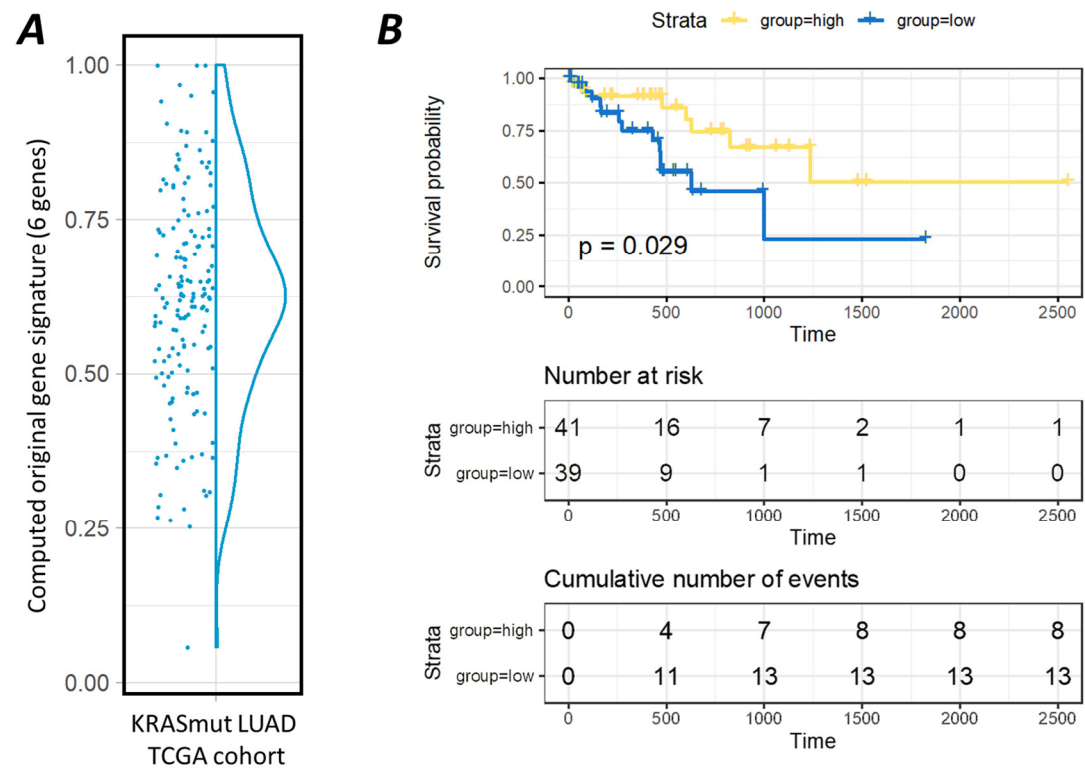 A
Computed original gene signature (6 genes)
1.00
0.75
0.50
0.25
0.00
KRASmut LUAD
TCGA cohort
B
Strata group=high group=low
Survival probability
1.00
0.75
0.50
0.25
0.00
p = 0.029
0 500 1000 1500 2000 2500
Time
Number at risk
Strata
group=high 41 16 7 2 1 1
group=low 39 9 1 1 0 0
0 500 1000 1500 2000 2500
Time
Cumulative number of events
Strata
group=high 0 4 7 8 8 8
group=low 0 11 13 13 13 13
0 500 1000 1500 2000 2500
Time